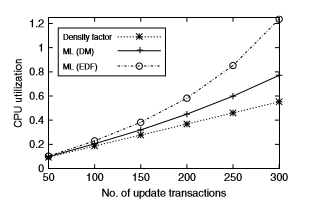 1.2
1
0.8
0.6
0.4
0.2
0
CPU utilization
Density factor
ML (DM)
ML (EDF)
50 100 150 200 250 300
No. of update transactions